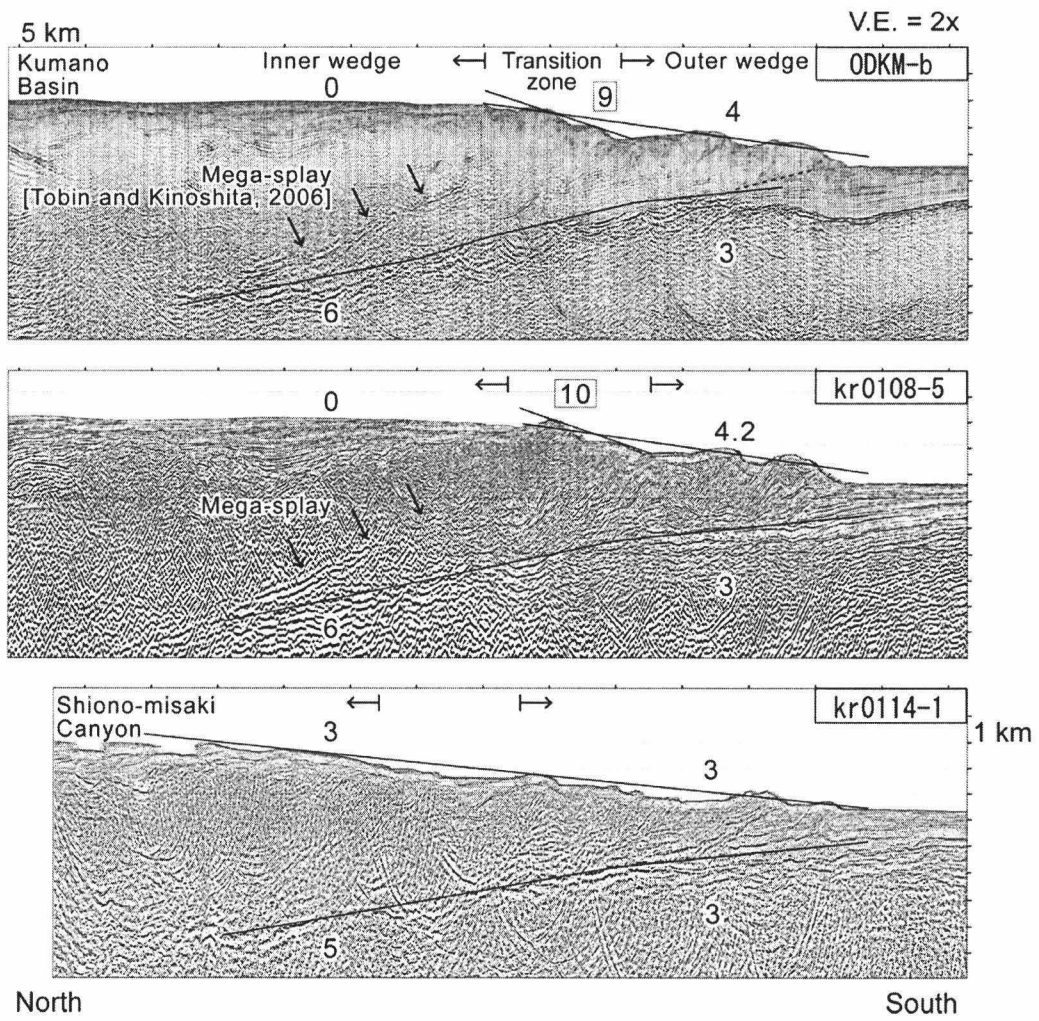 5 km
V.E. = 2x
Kumano
Basin
Inner wedge
Transition
zone
Outer wedge
ODKM-b
0
9
4
Mega-splay
[Tobin and Kinoshita, 2006]
3
6
kr0108-5
0
10
4.2
Mega-splay
3
6
Shiono-misaki
Canyon
kr0114-1
1 km
3
3
3
5
North
South